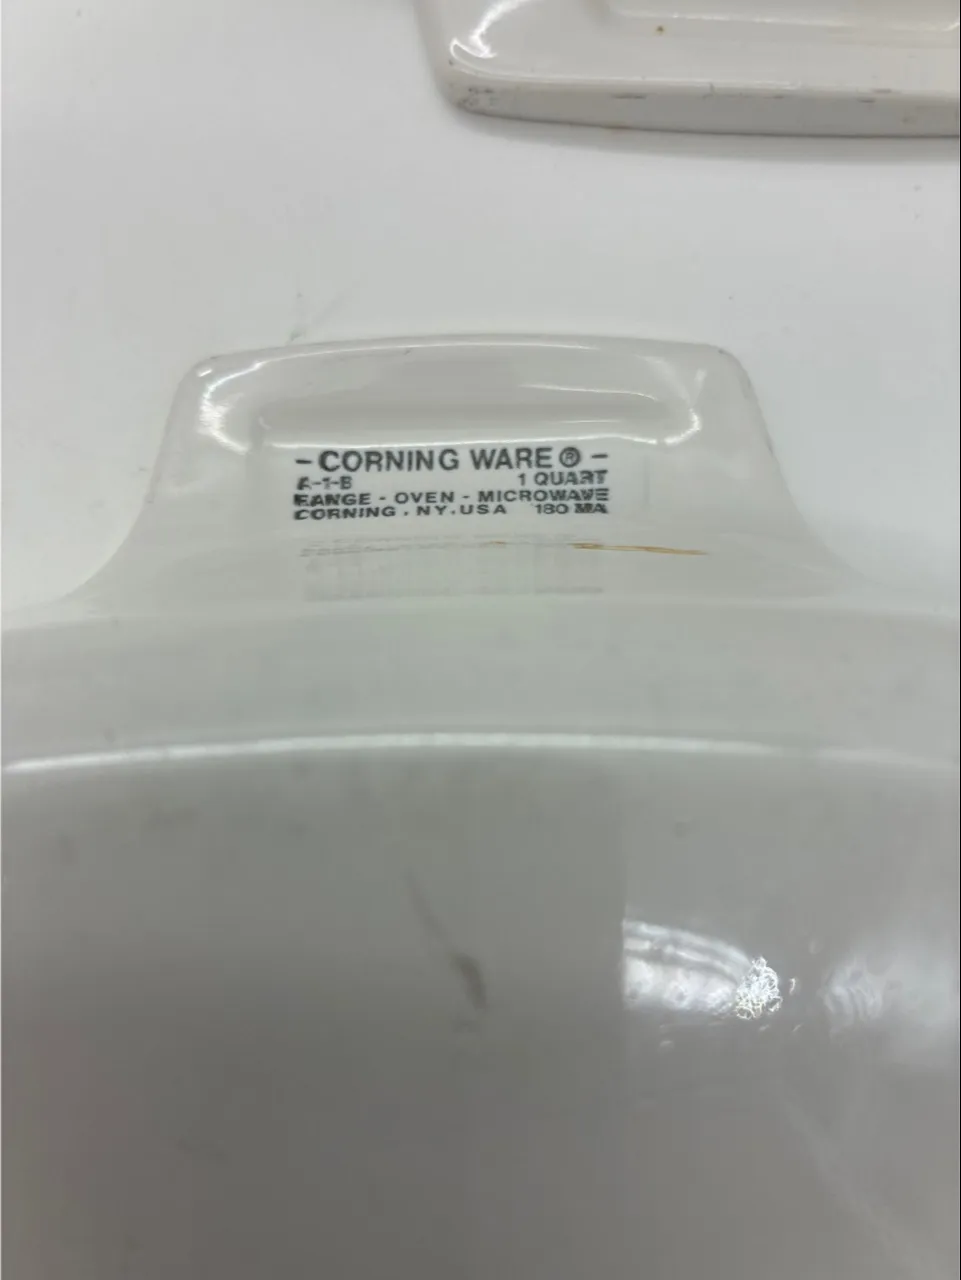 - CORNING WARE ® -
A-1-B 1 QUART
RANGE - OVEN - MICROWAVE
CORNING . NY . USA 180 MA